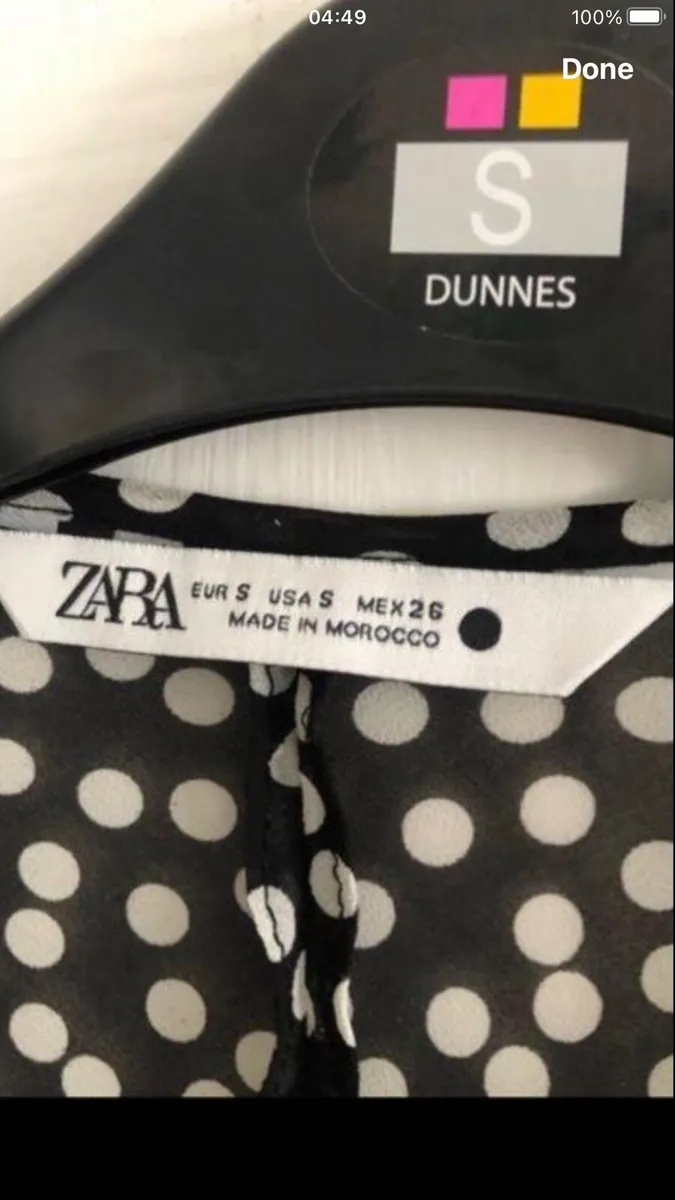 04:49
100%
Done
S
DUNNES
ZARA EUR S USA S MEX 26
MADE IN MOROCCO